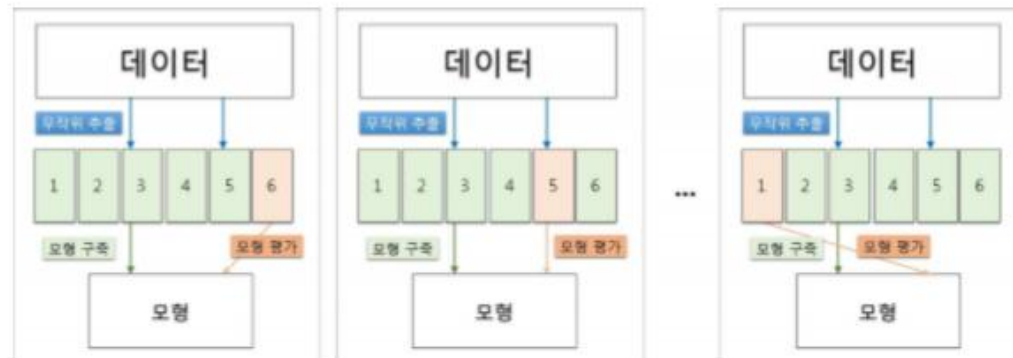 데이터
무작위 추출
1 2 3 4 5 6
모형 구축
모형 평가
모형
데이터
무작위 추출
1 2 3 4 5 6
모형 구축
모형 평가
모형
...
데이터
무작위 추출
1 2 3 4 5 6
모형 구축
모형 평가
모형